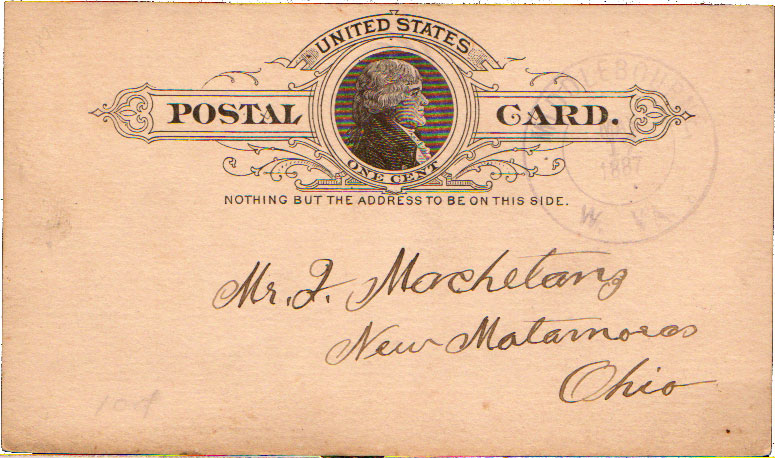 UNITED STATES
POSTAL CARD.
ONE CENT
NOTHING BUT THE ADDRESS TO BE ON THIS SIDE.
1887
W. VA.
Mr. J. Machetanz
New Matamoras
Ohio